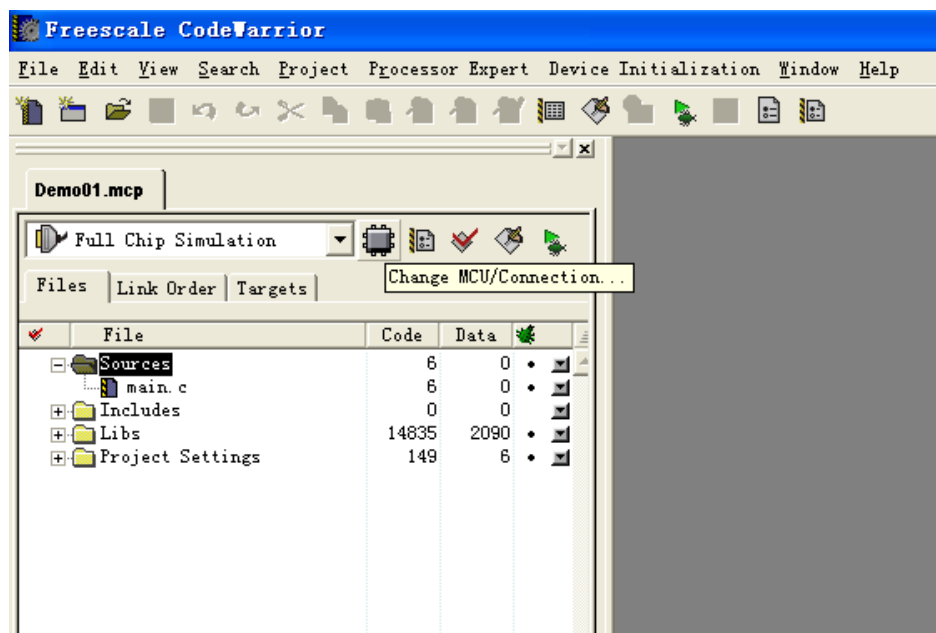 Freescale CodeWarrior
File Edit View Search Project Processor Expert Device Initialization Window Help
Demo01.mcp
Full Chip Simulation
Change MCU/Connection...
Files Link Order Targets
File Code Data
Sources 6 0
main.c 6 0
Includes 0 0
Libs 14835 2090
Project Settings 149 6